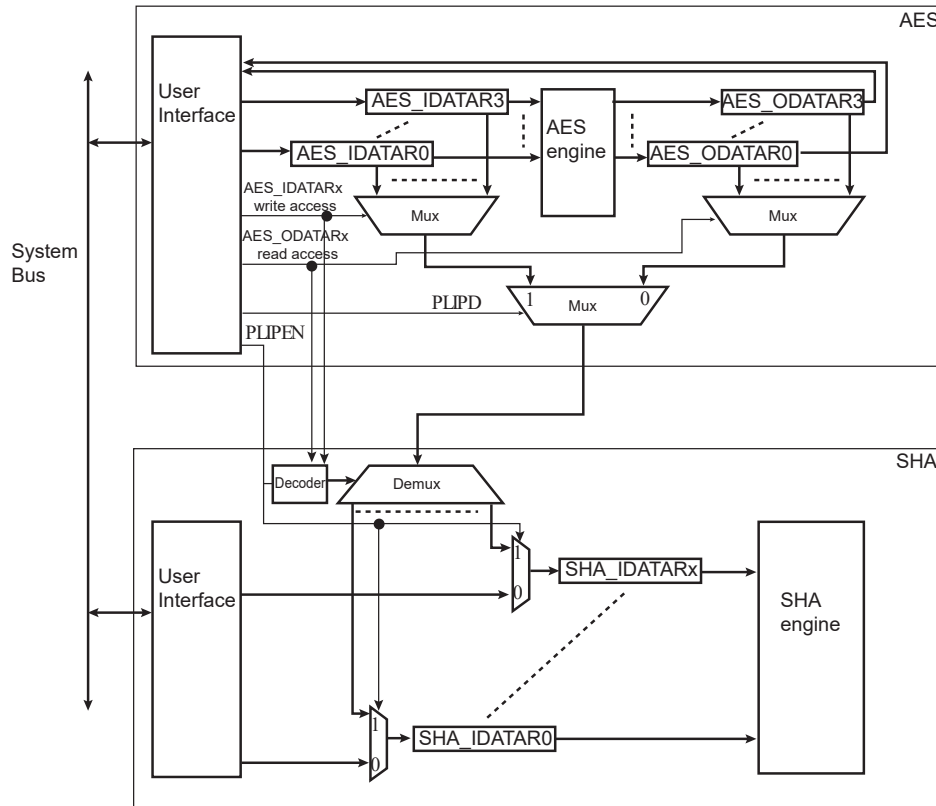 AES
User
Interface
AES_IDATAR3
AES_ODATAR3
AES
engine
AES_IDATAR0
AES_ODATAR0
AES_IDATARx
write access
Mux
Mux
AES_ODATARx
read access
System
Bus
1
Mux
0
PLIPD
PLIPEN
SHA
Decoder
Demux
1
User
Interface
SHA_IDATARx
0
SHA
engine
1
SHA_IDATAR0
0